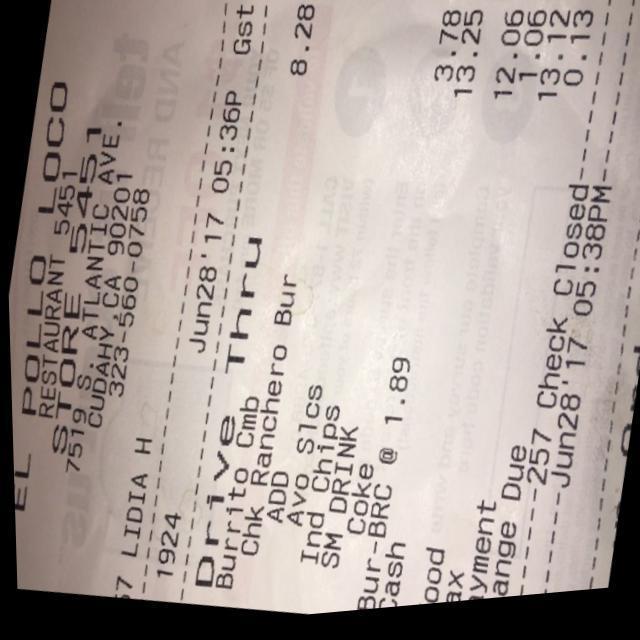 EL POLLO LOCO
RESTAURANT 5451
STORE 5451
7519 S. ATLANTIC AVE.
CUDAHY, CA 90201
323-560-0758
7 LIDIA H
1924 Jun28'17 05:36P Gst
Drive Thru
Burrito Cmb 8.28
Chk Ranchero Bur
ADD
Avo Slcs
Ind Chips
SM DRINK
Coke
Bur-BRC @ 1.89 3.78
ash 13.25
ood 12.06
ax 1.06
yment 13.12
ange Due 0.13
----257 Check Closed----
----Jun28'17 05:38PM----